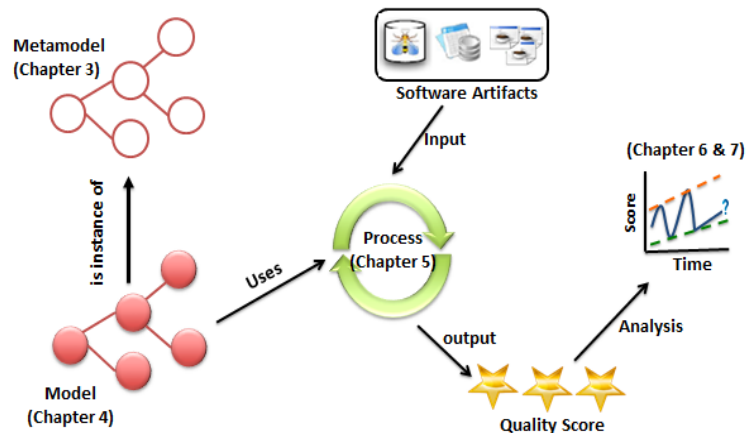 Metamodel
(Chapter 3)
Software Artifacts
Input
(Chapter 6 & 7)
Score
?
Time
is instance of
Process
(Chapter 5)
Uses
output
Analysis
Model
(Chapter 4)
Quality Score